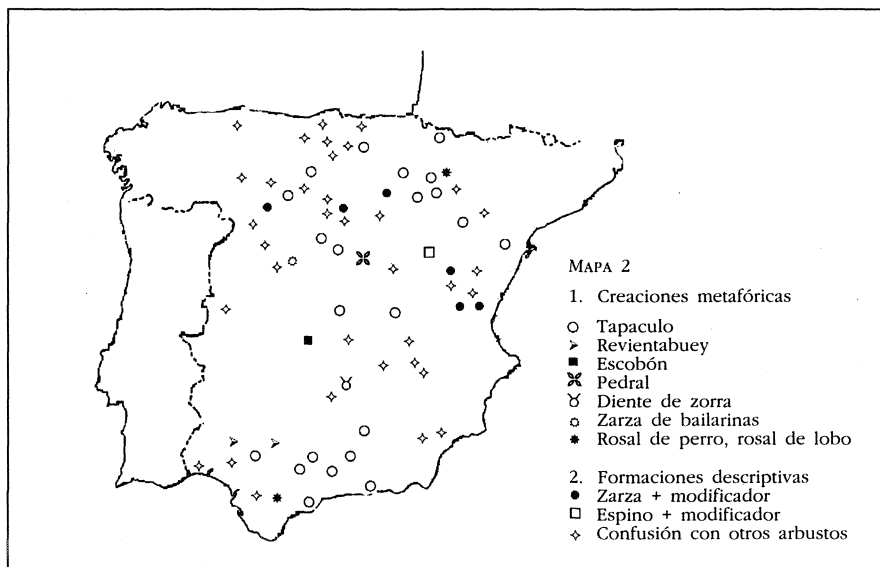 MAPA 2
1. Creaciones metafóricas
Tapaculo
Revientabuey
Escobón
Pedral
Diente de zorra
Zarza de bailarinas
Rosal de perro, rosal de lobo
2. Formaciones descriptivas
Zarza + modificador
Espino + modificador
Confusión con otros arbustos